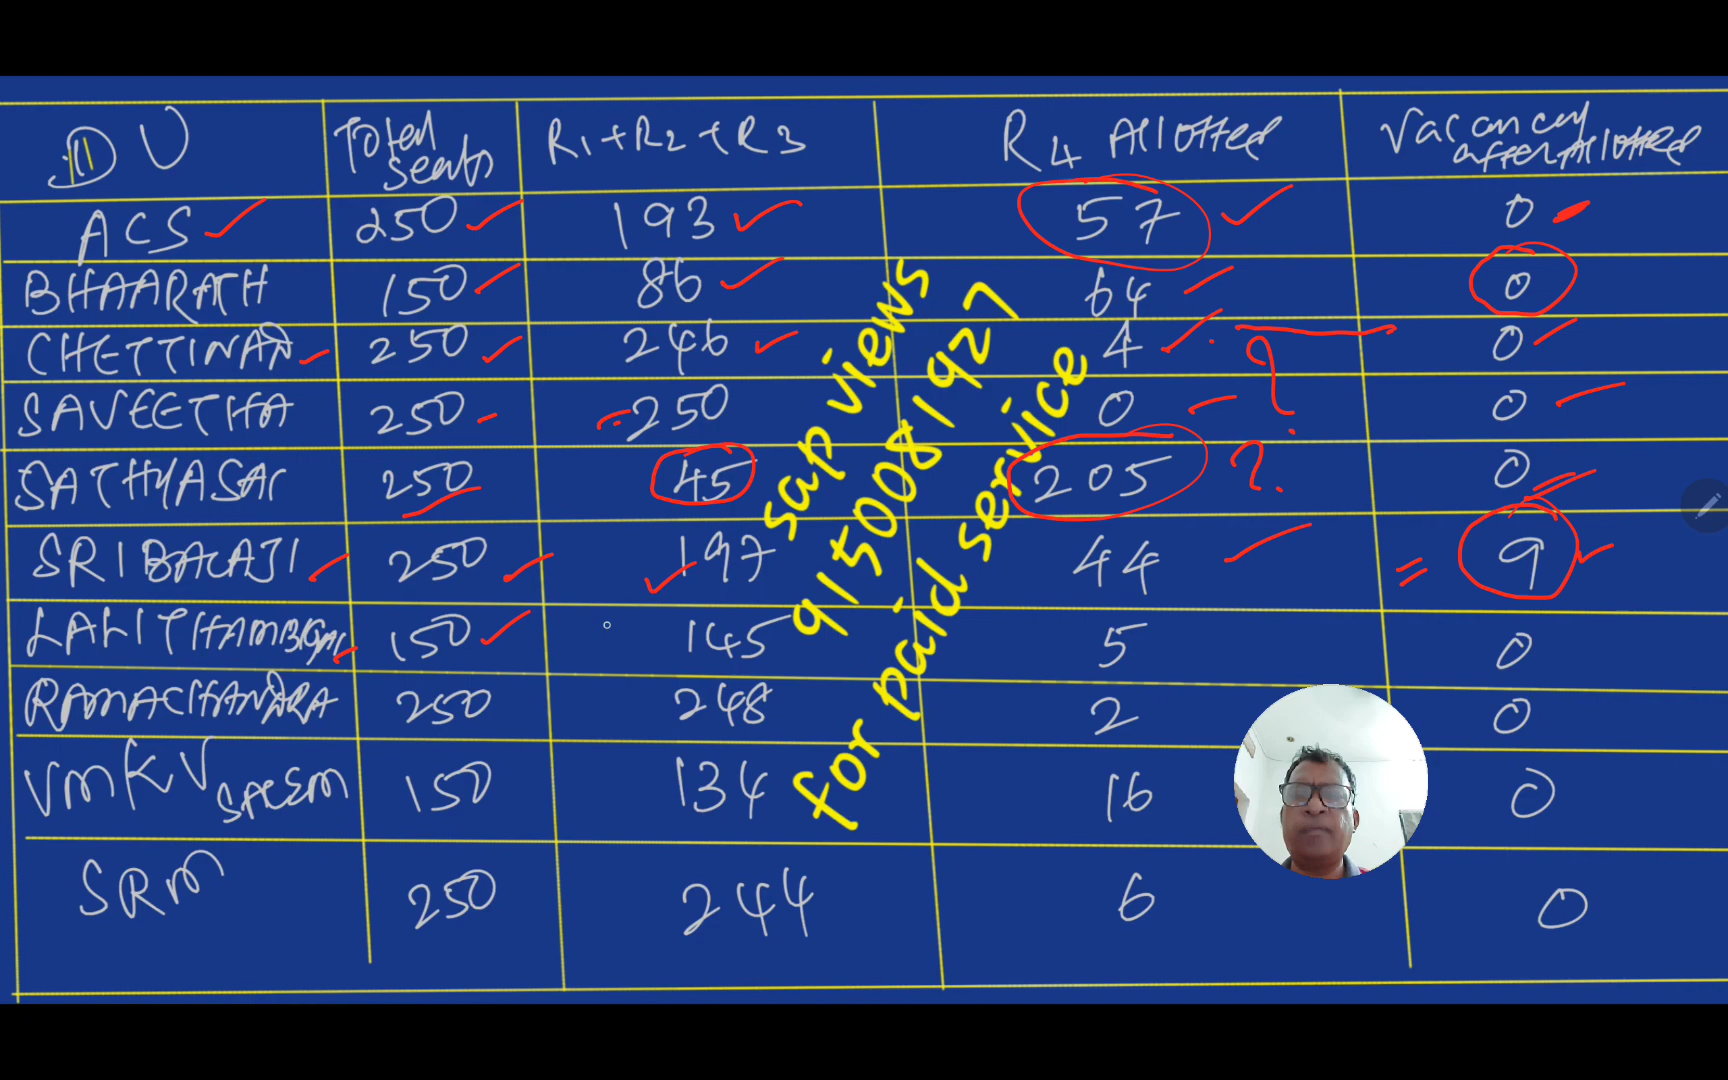 DU Total seats R1+R2+R3 R4 Allotted Vacancy after Allotted
ACS 250 193 57 0
BHAARATH 150 86 64 0
CHETTINAD 250 246 4 0
SAVEETHA 250 250 0 ? 0
SATHYASAI 250 45 205 ? 0
SRI BALAJI 250 197 44 = 9
LALITHAMBIGAI 150 145 5 0
RAMACHANDRA 250 248 2 0
VMKV SALEM 150 134 16 0
SRM 250 244 6 0
sap views
9150081927
for paid service